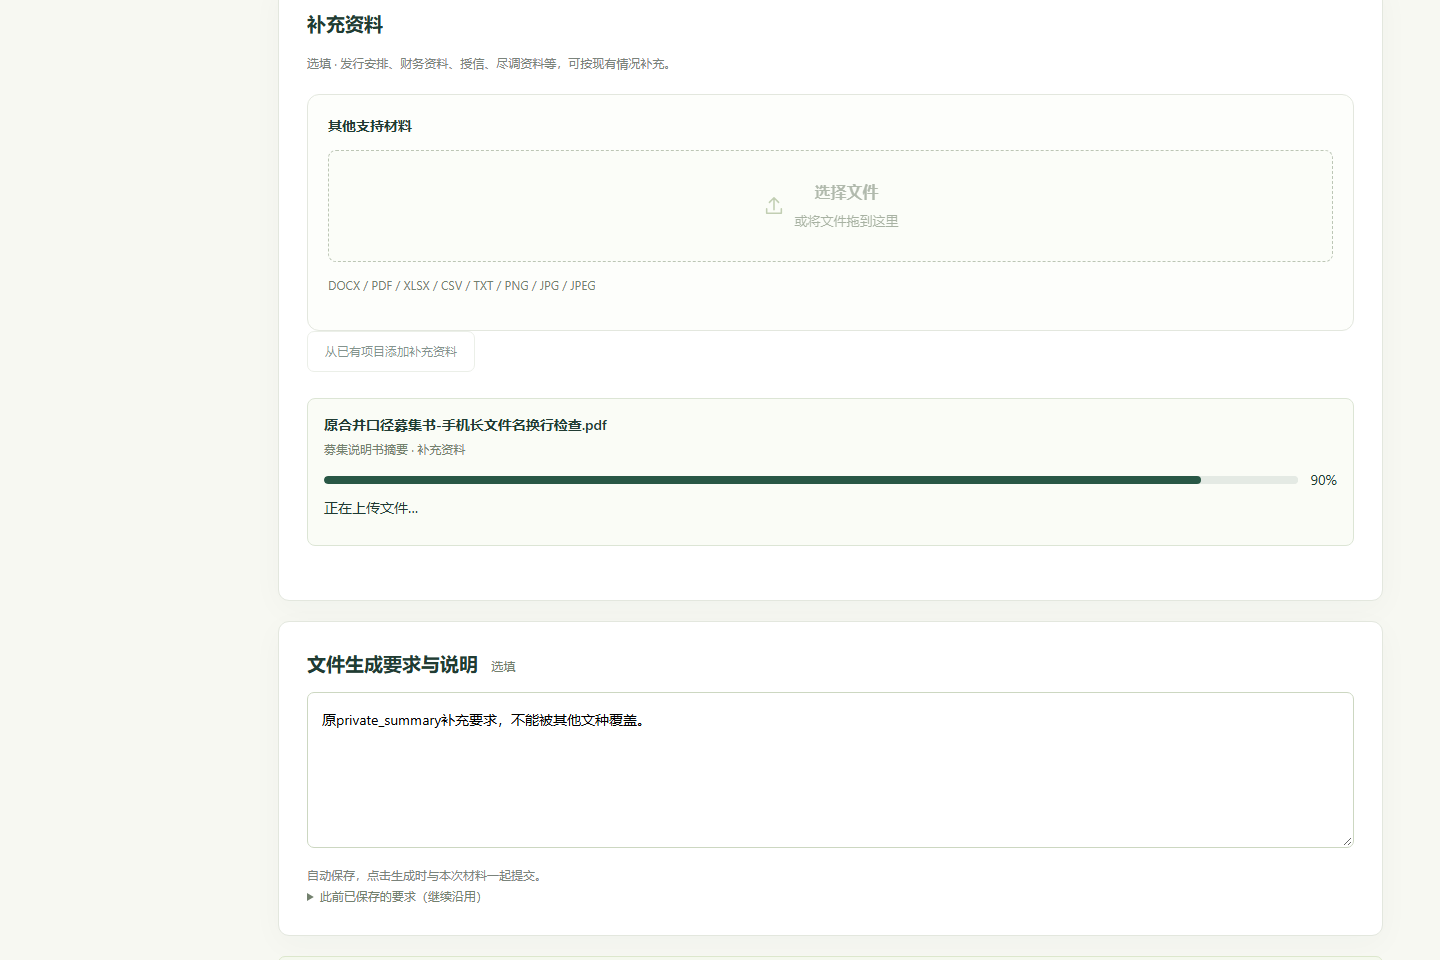 补充资料
选填 · 发行安排、财务资料、授信、尽调资料等，可按现有情况补充。
其他支持材料
选择文件
或将文件拖到这里
DOCX / PDF / XLSX / CSV / TXT / PNG / JPG / JPEG
从已有项目添加补充资料
原合并口径募集书-手机长文件名换行检查.pdf
募集说明书摘要 · 补充资料
90%
正在上传文件...
文件生成要求与说明 选填
原private_summary补充要求，不能被其他文种覆盖。
自动保存，点击生成时与本次材料一起提交。
此前已保存的要求（继续沿用）